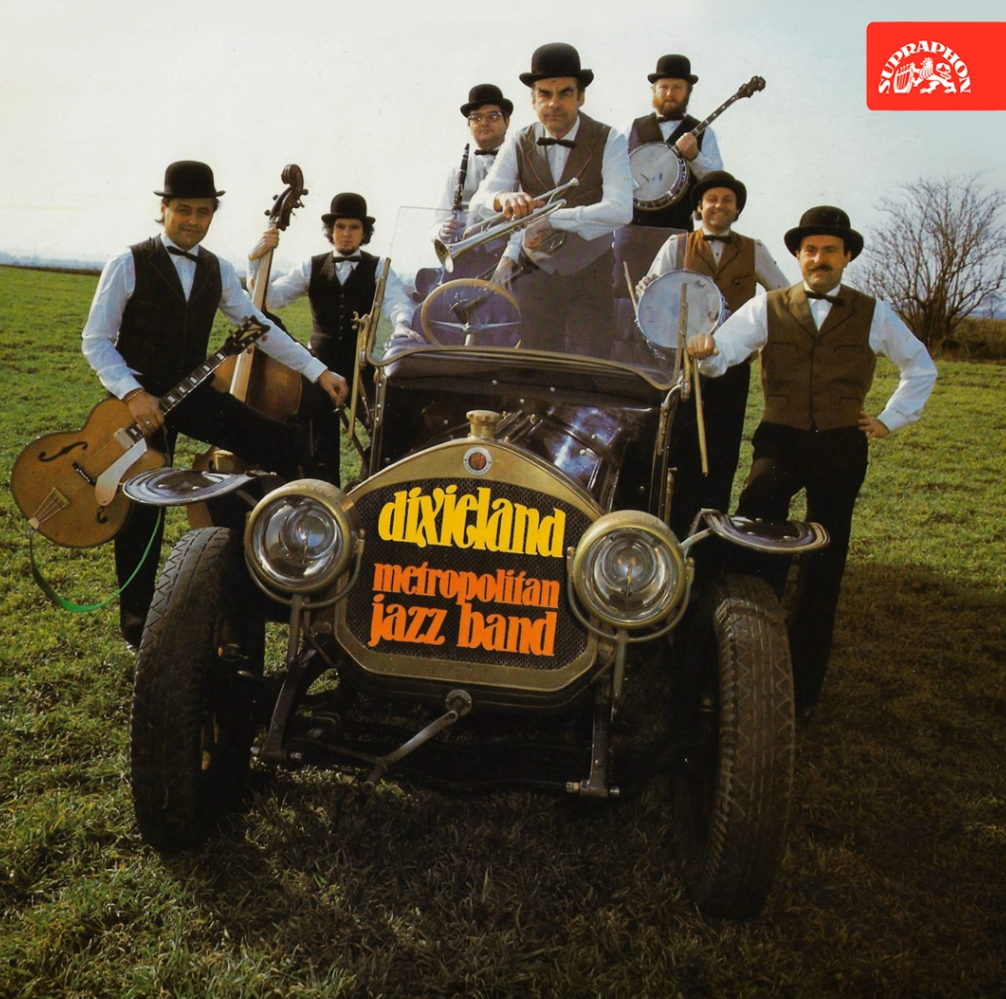 SUPRAPHON
dixieland
metropolitan
jazz band